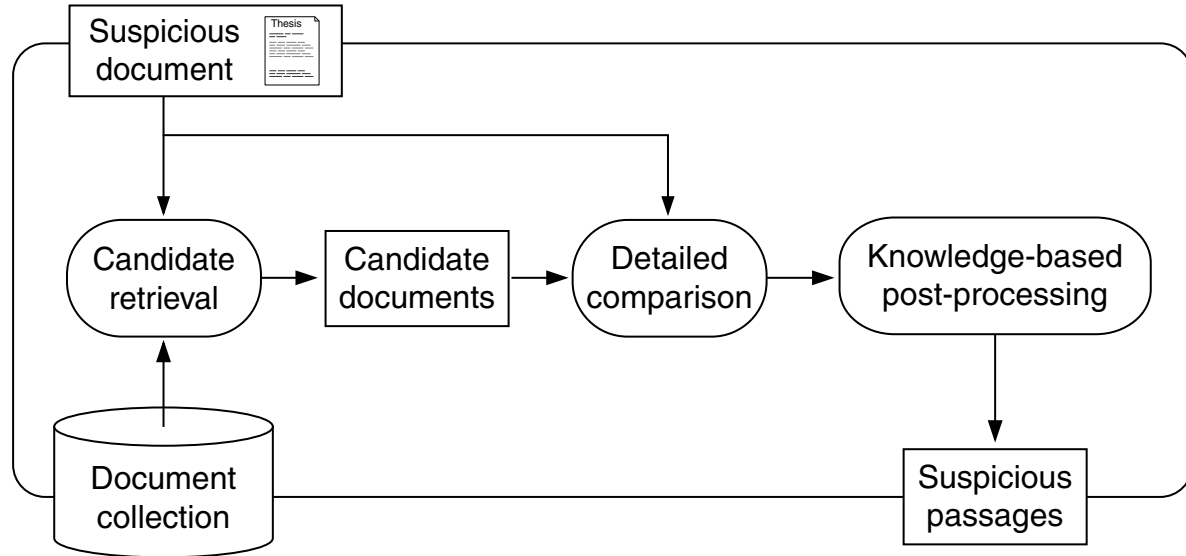 Suspicious
document
Thesis
Candidate
retrieval
Candidate
documents
Detailed
comparison
Knowledge-based
post-processing
Document
collection
Suspicious
passages